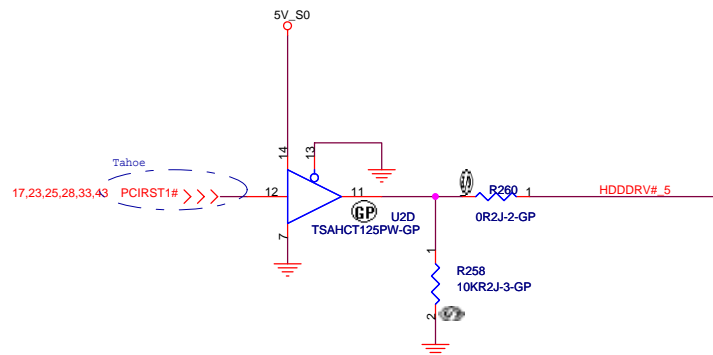 5V_S0
Tahoe
14
13
17,23,25,28,33,43 PCIRST1#
12
11
GP
U2D
TSAHCT125PW-GP
7
R260
1
0R2J-2-GP
HDDDRV#_5
1
R258
10KR2J-3-GP
2